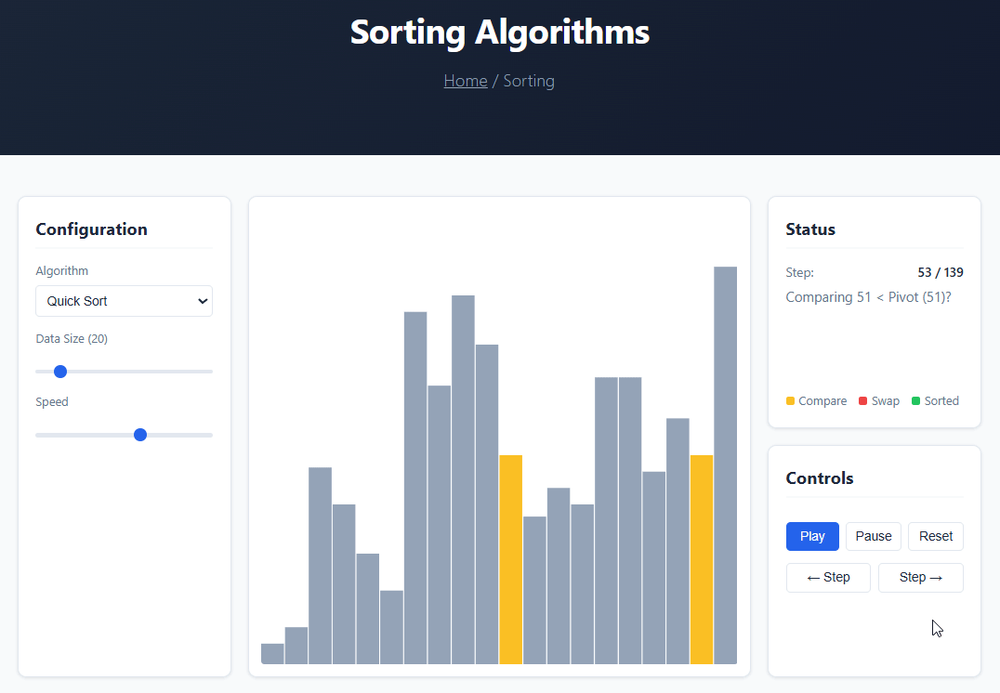 Sorting Algorithms
Home / Sorting
Configuration
Algorithm
Quick Sort
Data Size (20)
Speed
Status
Step: 53 / 139
Comparing 51 < Pivot (51)?
Compare Swap Sorted
Controls
Play Pause Reset
← Step Step →